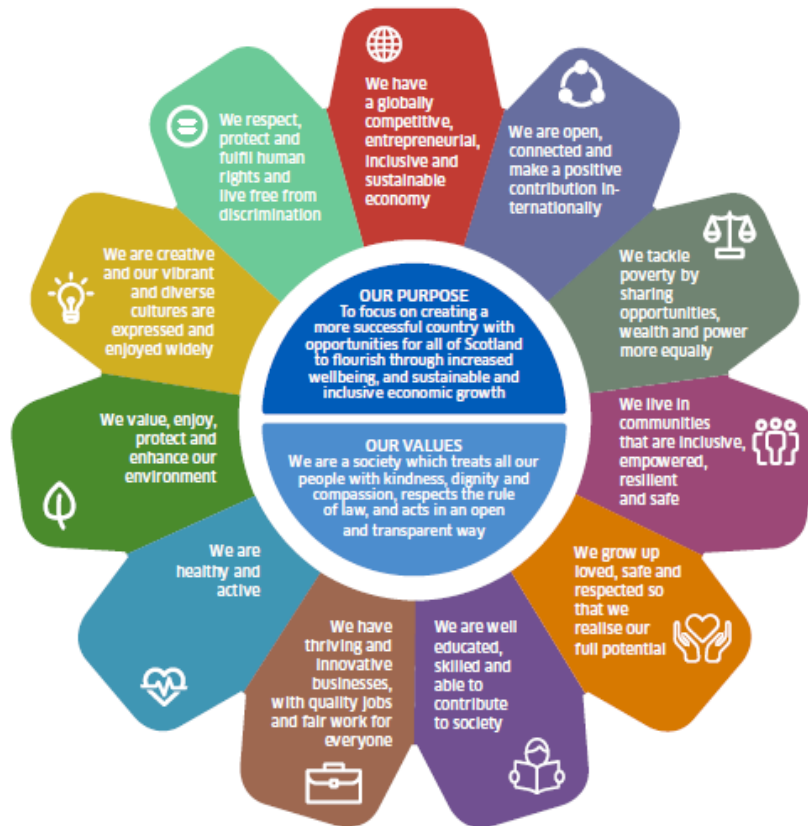 We have
a globally
competitive,
entrepreneurial,
inclusive and
sustainable
economy
We are open,
connected and
make a positive
contribution in-
ternationally
We tackle
poverty by
sharing
opportunities,
wealth and power
more equally
We live in
communities
that are inclusive,
empowered,
resilient
and safe
We grow up
loved, safe and
respected so
that we
realise our
full potential
We are well
educated,
skilled and
able to
contribute
to society
We have
thriving and
innovative
businesses,
with quality jobs
and fair work for
everyone
We are
healthy and
active
We value, enjoy,
protect and
enhance our
environment
We are creative
and our vibrant
and diverse
cultures are
expressed and
enjoyed widely
We respect,
protect and
fulfil human
rights and
live free from
discrimination
OUR PURPOSE
To focus on creating a
more successful country with
opportunities for all of Scotland
to flourish through increased
wellbeing, and sustainable and
inclusive economic growth
OUR VALUES
We are a society which treats all our
people with kindness, dignity and
compassion, respects the rule
of law, and acts in an open
and transparent way